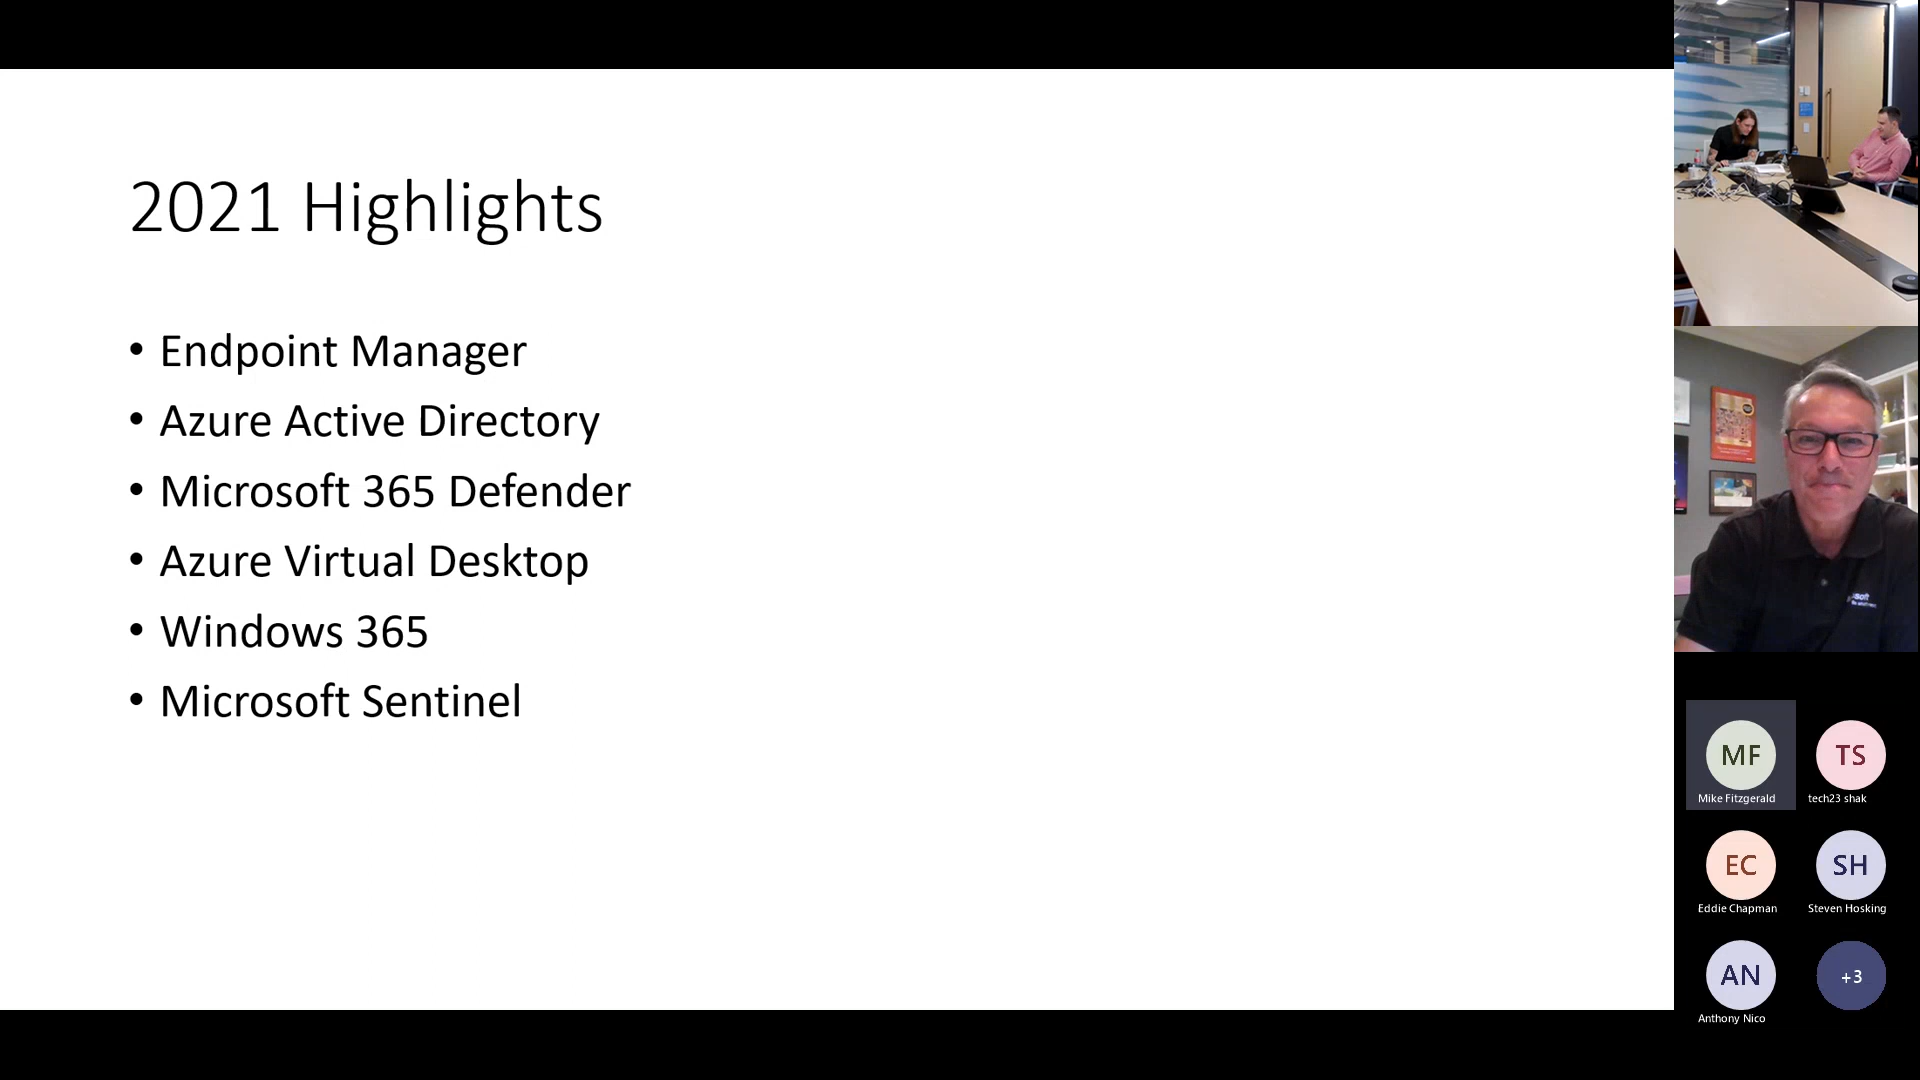 2021 Highlights
• Endpoint Manager
• Azure Active Directory
• Microsoft 365 Defender
• Azure Virtual Desktop
• Windows 365
• Microsoft Sentinel
MF
Mike Fitzgerald
TS
tech23 shak
EC
Eddie Chapman
SH
Steven Hosking
AN
Anthony Nico
+3